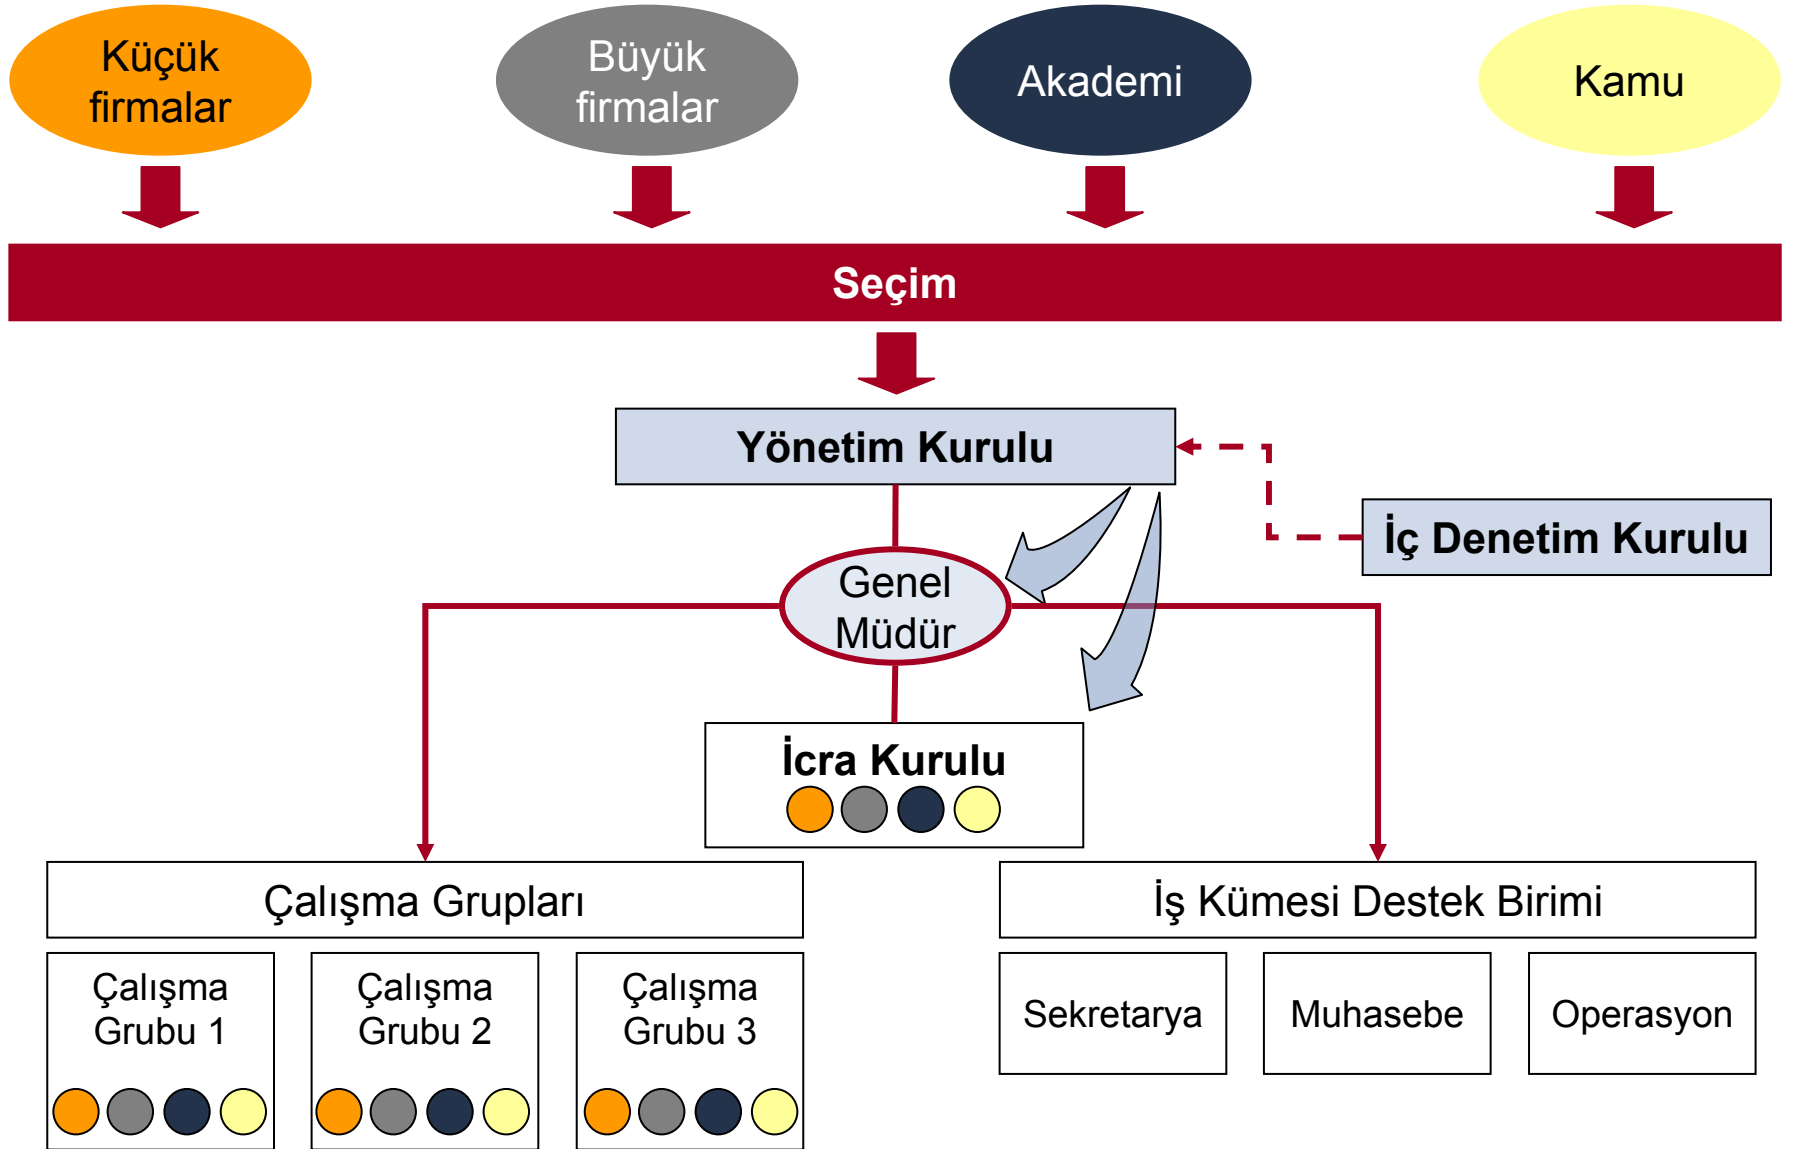 Küçük
firmalar
Büyük
firmalar
Akademi
Kamu
Seçim
Yönetim Kurulu
İç Denetim Kurulu
Genel
Müdür
İcra Kurulu
Çalışma Grupları
İş Kümesi Destek Birimi
Çalışma
Grubu 1
Çalışma
Grubu 2
Çalışma
Grubu 3
Sekretarya
Muhasebe
Operasyon